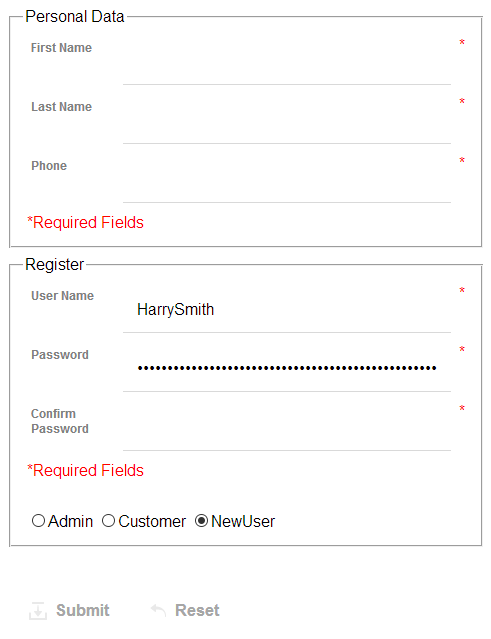 Personal Data
First Name *
Last Name *
Phone *
*Required Fields
Register
User Name *
HarrySmith
Password *
••••••••••••••••••••••••••••••••••••••••••••••••••
Confirm *
Password
*Required Fields
Admin Customer NewUser
Submit Reset